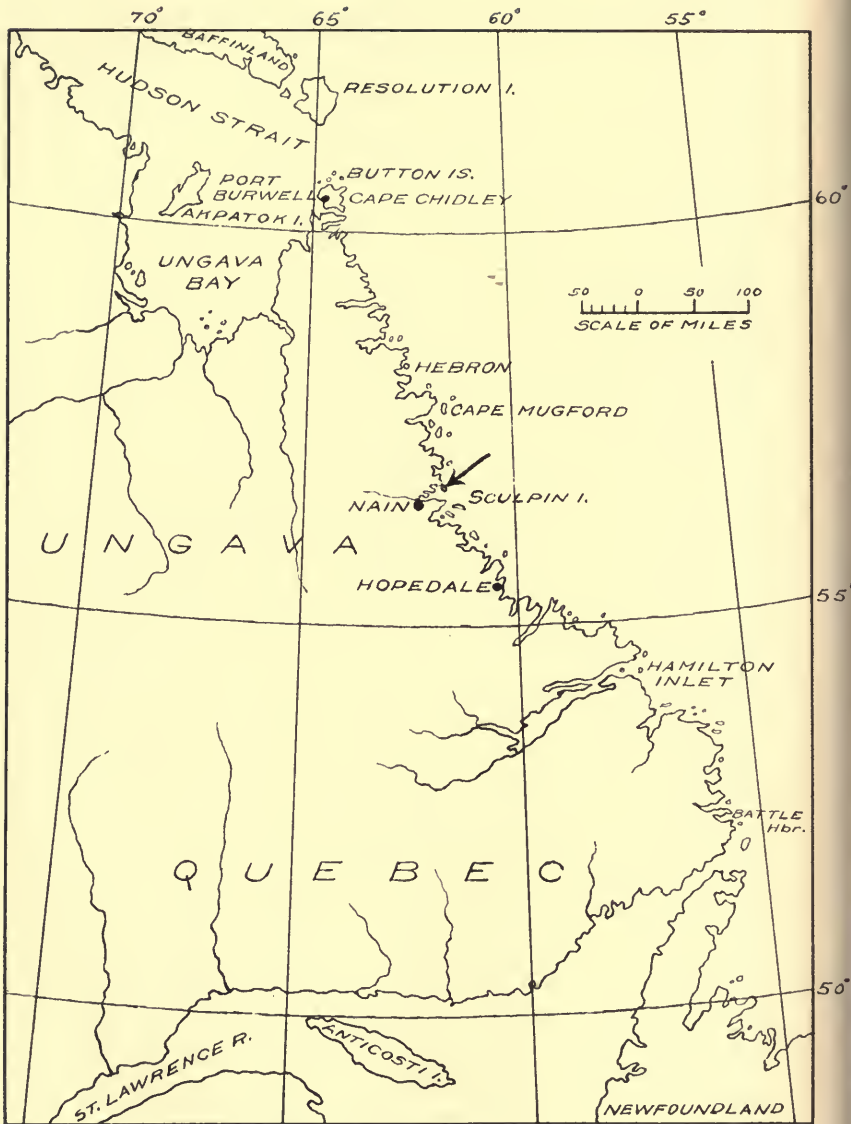 70° 65° 60° 55°
BAFFINLAND
HUDSON STRAIT
RESOLUTION I.
BUTTON IS.
PORT
BURWELL
CAPE CHIDLEY
60°
AKPATOK I.
UNGAVA
BAY
50 0 50 100
SCALE OF MILES
HEBRON
CAPE MUGFORD
SCULPIN I.
NAIN
UNGAVA
HOPEDALE
55°
HAMILTON
INLET
BATTLE
Hbr.
QUEBEC
50°
ST. LAWRENCE R.
ANTICOSTI I.
NEWFOUNDLAND